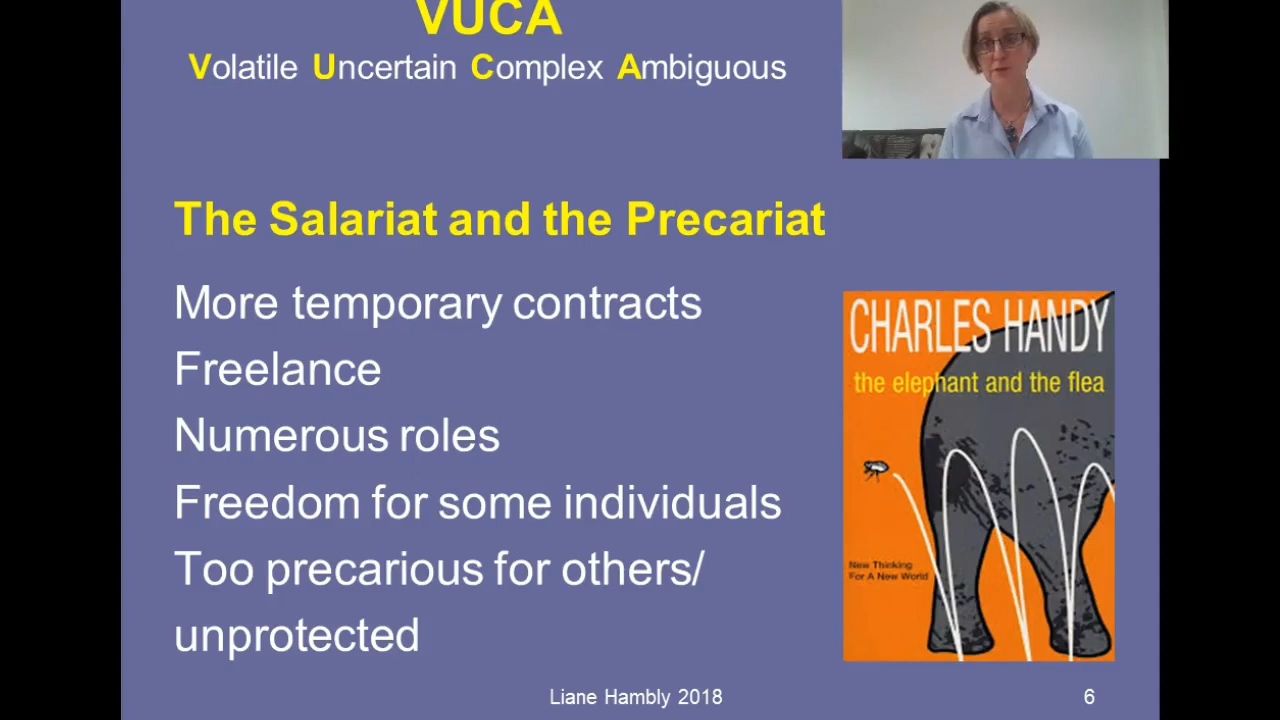 VUCA
Volatile Uncertain Complex Ambiguous
The Salariat and the Precariat
More temporary contracts
Freelance
Numerous roles
Freedom for some individuals
Too precarious for others/
unprotected
CHARLES HANDY
the elephant and the flea
New Thinking
For A New World
Liane Hambly 2018
6